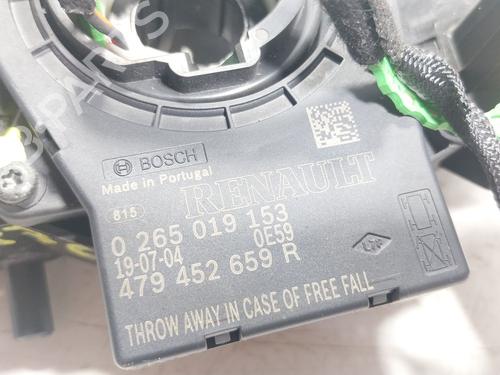 BOSCH
Made in Portugal
RENAULT
815
0 265 019 153
19-07-04 0E59
479 452 659 R
THROW AWAY IN CASE OF FREE FALL